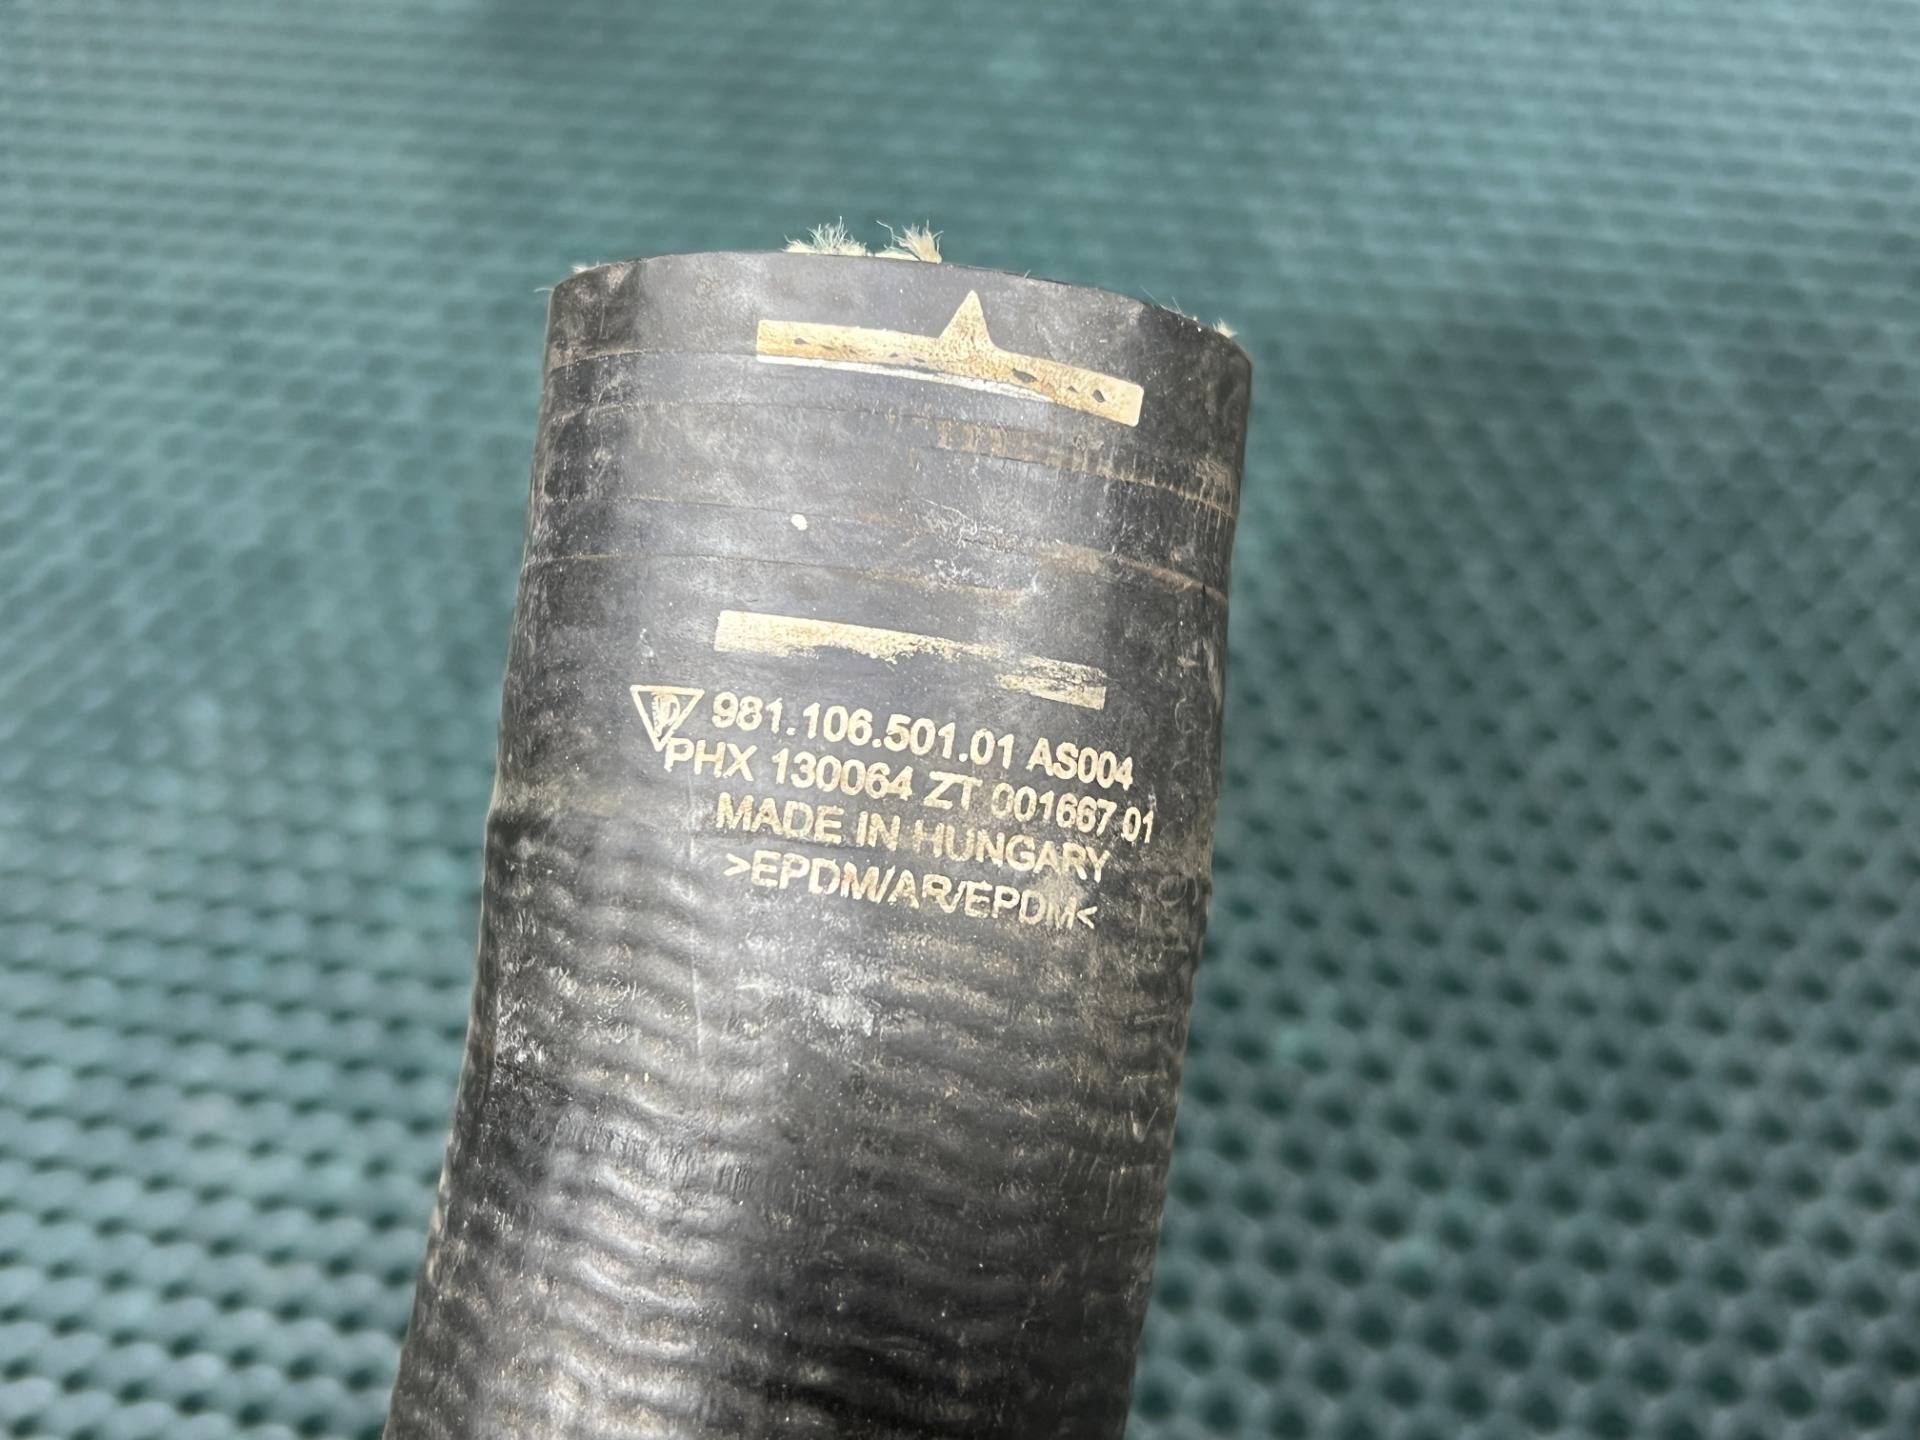 981.106.501.01 AS004
PHX 130064 ZT 001667 01
MADE IN HUNGARY
>EPDM/AR/EPDM<